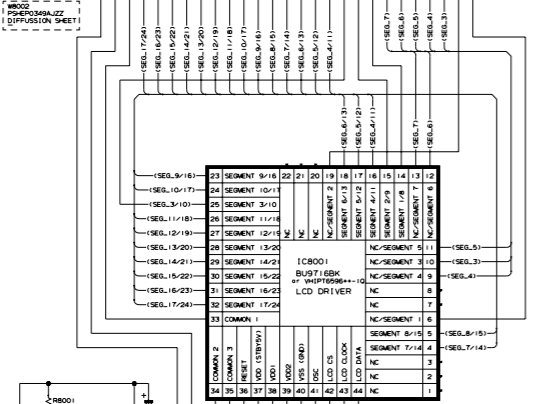 W8002
PSHEP0349AJZZ
DIFFUSSION SHEET
(SEG_17/24)
(SEG_16/23)
(SEG_15/22)
(SEG_14/21)
(SEG_13/20)
(SEG_12/19)
(SEG_11/18)
(SEG_10/17)
(SEG_9/16)
(SEG_8/15)
(SEG_7/14)
(SEG_6/13)
(SEG_5/12)
(SEG_4/11)
(SEG_7)
(SEG_6)
(SEG_5)
(SEG_4)
(SEG_3)
(SEG_6/13)
(SEG_5/12)
(SEG_4/11)
(SEG_7)
(SEG_6)
(SEG_9/16) 23 SEGMENT 9/16
(SEG_10/17) 24 SEGMENT 10/17
(SEG_3/10) 25 SEGMENT 3/10
(SEG_11/18) 26 SEGMENT 11/18
(SEG_12/19) 27 SEGMENT 12/19
(SEG_13/20) 28 SEGMENT 13/20
(SEG_14/21) 29 SEGMENT 14/21
(SEG_15/22) 30 SEGMENT 15/22
(SEG_16/23) 31 SEGMENT 16/23
(SEG_17/24) 32 SEGMENT 17/24
33 COMMON 1
22 NC
21 NC
20 NC
19 NC/SEGMENT 2
18 SEGMENT 6/13
17 SEGMENT 5/12
16 SEGMENT 4/11
15 SEGMENT 2/9
14 SEGMENT 1/8
13 NC/SEGMENT 7
12 NC/SEGMENT 6
IC8001
BU9716BK
or VHIPT6596++-1Q
LCD DRIVER
NC/SEGMENT 5 11 (SEG_5)
NC/SEGMENT 3 10 (SEG_3)
NC/SEGMENT 4 9 (SEG_4)
NC 8
NC 7
NC/SEGMENT 1 6
SEGMENT 8/15 5 (SEG_8/15)
SEGMENT 7/14 4 (SEG_7/14)
NC 3
NC 2
NC 1
COMMON 2 34
COMMON 3 35
RESET 36
VDD (STBY5V) 37
VDD1 38
VDD2 39
VSS (GND) 40
OSC 41
LCD CS 42
LCD CLOCK 43
LCD DATA 44
R8001
+